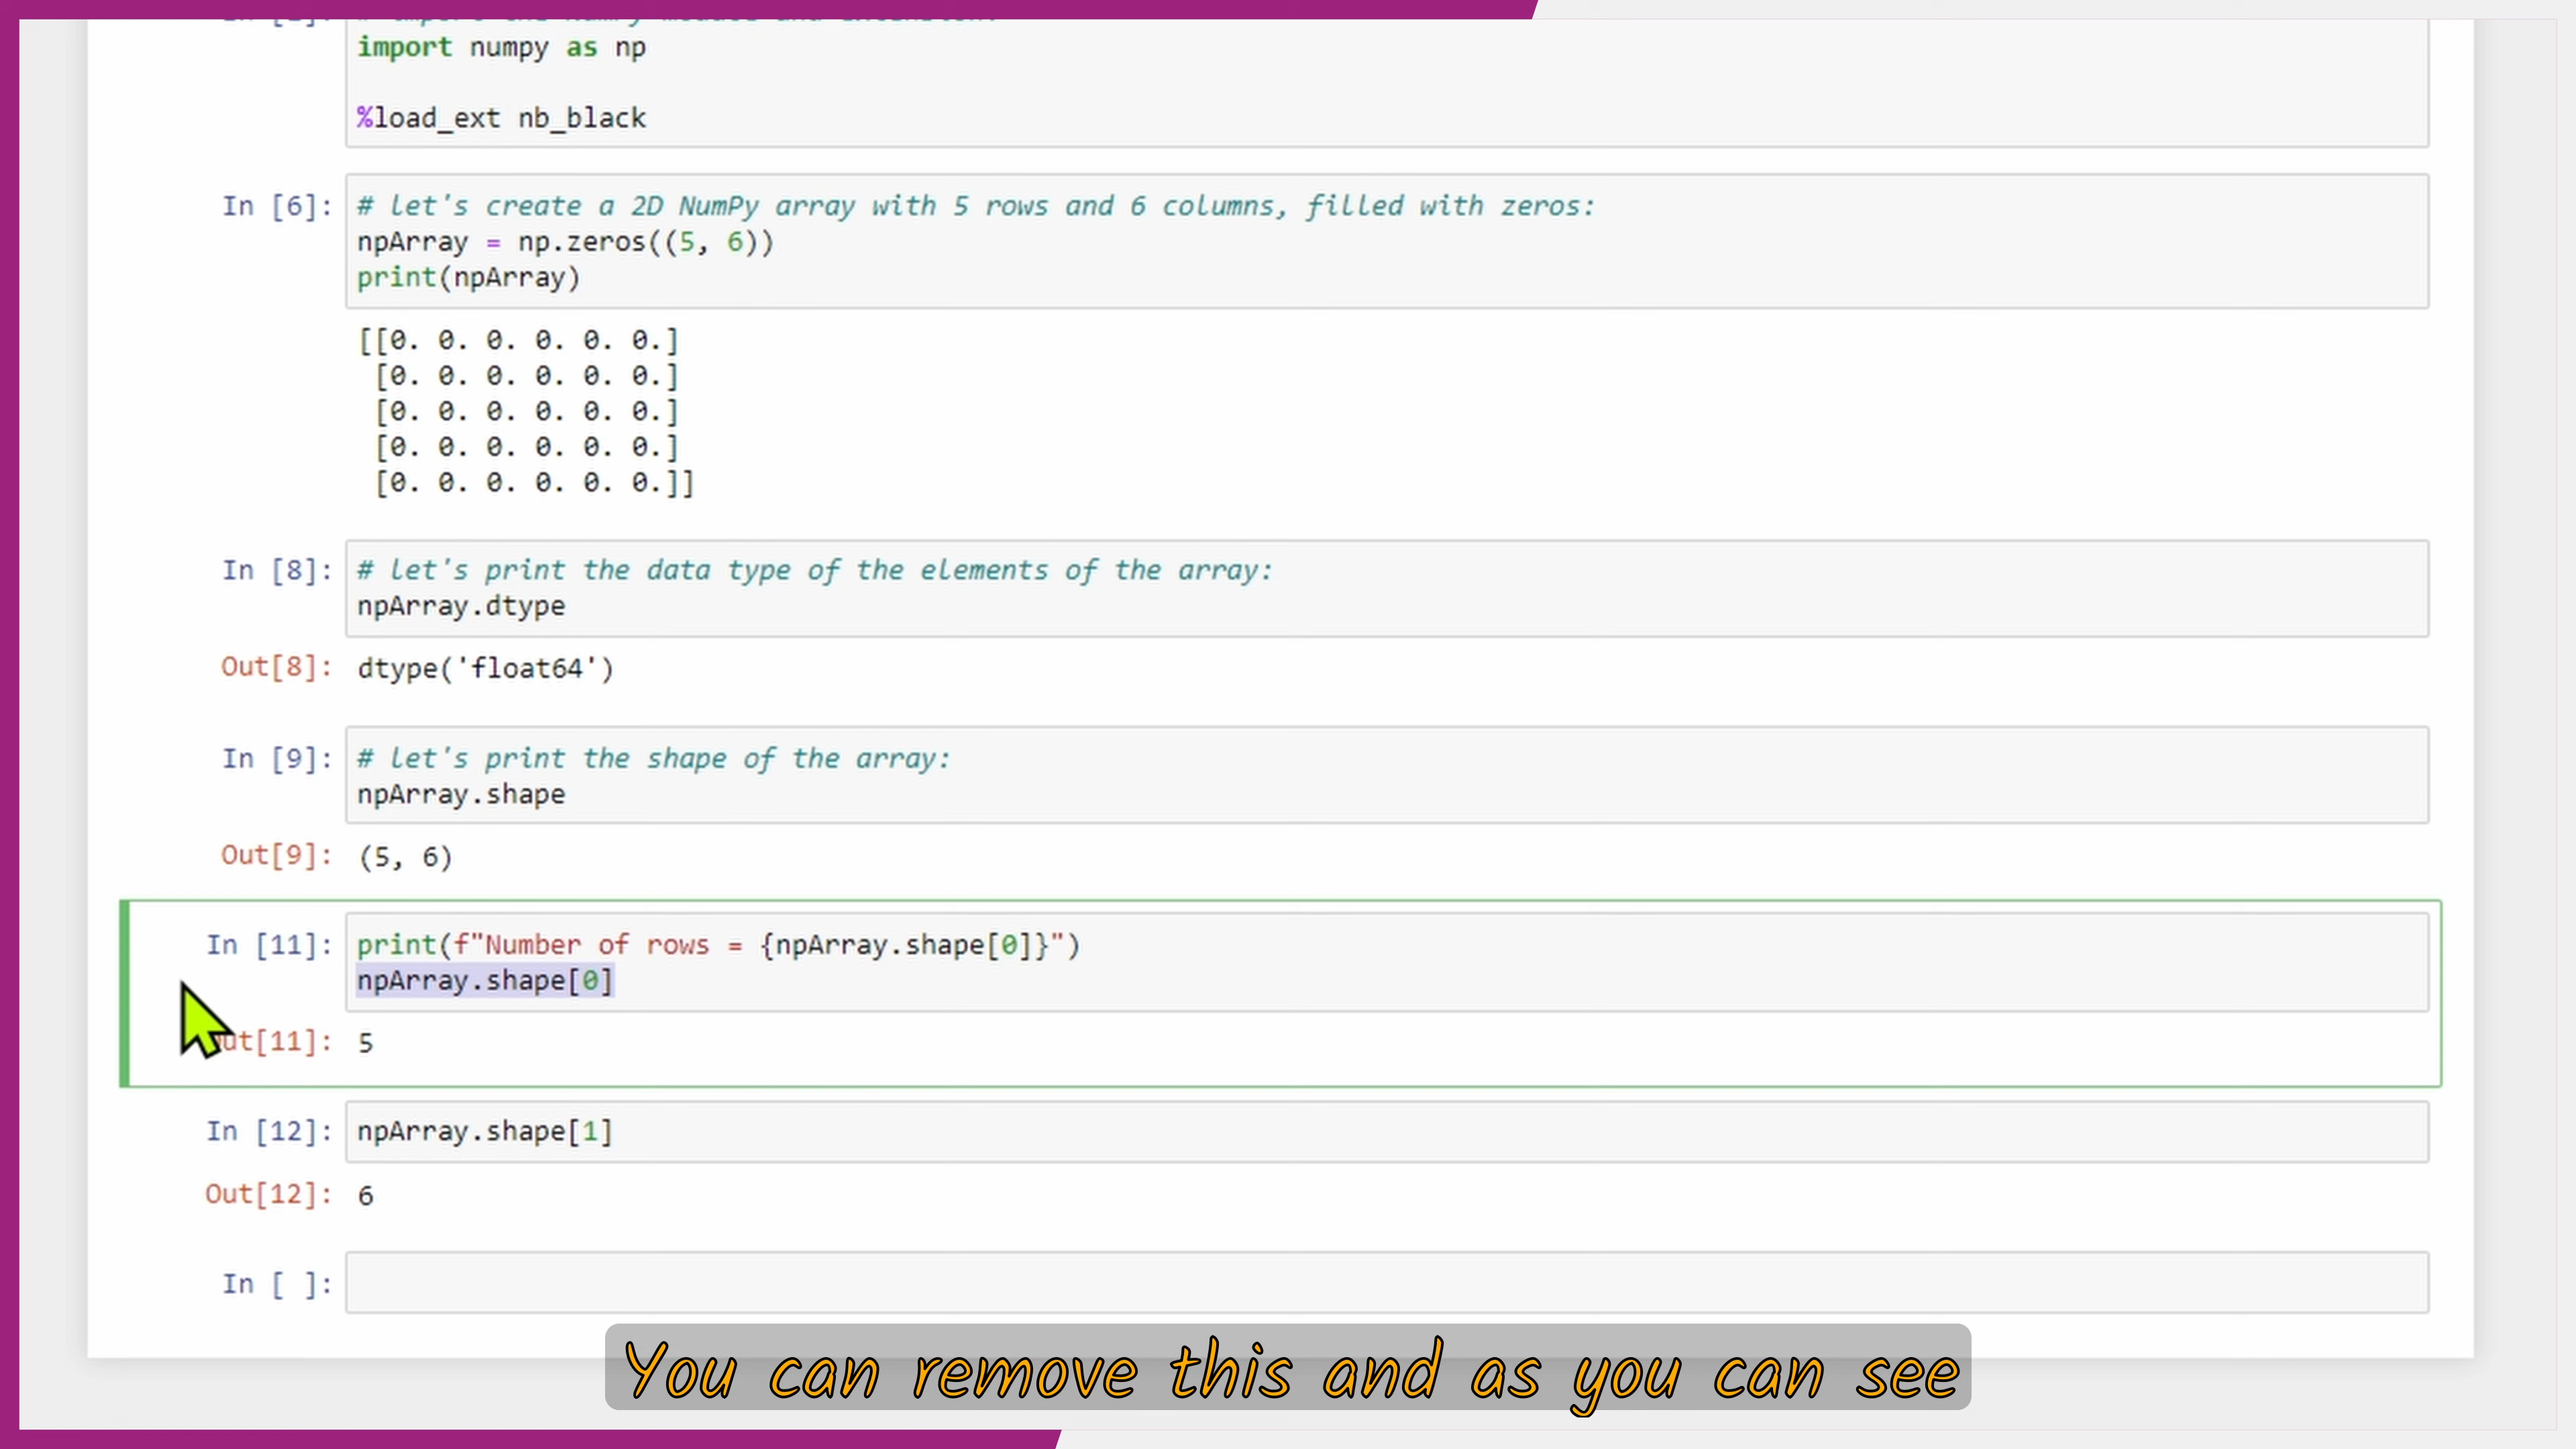 import numpy as np
%load_ext nb_black
In [6]: # let's create a 2D NumPy array with 5 rows and 6 columns, filled with zeros:
npArray = np.zeros((5, 6))
print(npArray)
[[0. 0. 0. 0. 0. 0.]
[0. 0. 0. 0. 0. 0.]
[0. 0. 0. 0. 0. 0.]
[0. 0. 0. 0. 0. 0.]
[0. 0. 0. 0. 0. 0.]]
In [8]: # let's print the data type of the elements of the array:
npArray.dtype
Out[8]: dtype('float64')
In [9]: # let's print the shape of the array:
npArray.shape
Out[9]: (5, 6)
In [11]: print(f"Number of rows = {npArray.shape[0]}")
npArray.shape[0]
Out[11]: 5
In [12]: npArray.shape[1]
Out[12]: 6
In [ ]:
You can remove this and as you can see